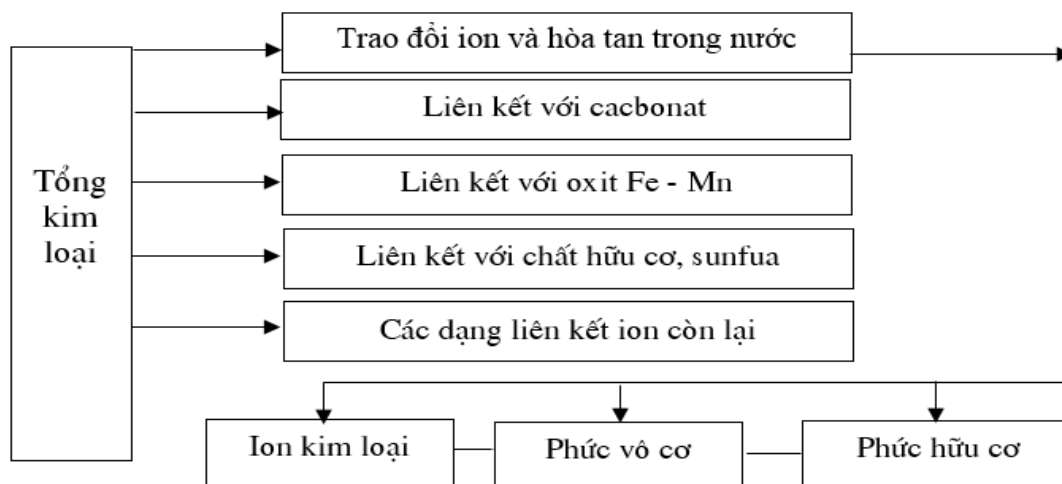 Trao đổi ion và hòa tan trong nước
Liên kết với cacbonat
Tổng
kim
loại
Liên kết với oxit Fe - Mn
Liên kết với chất hữu cơ, sunfua
Các dạng liên kết ion còn lại
Ion kim loại
Phức vô cơ
Phức hữu cơ